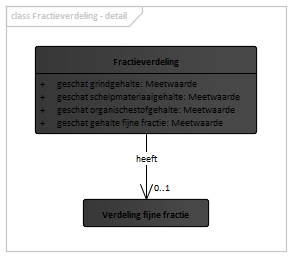 class Fractieverdeling - detail
Fractieverdeling
+ geschat grindgehalte: Meetwaarde
+ geschat schelpmateriaalgehalte: Meetwaarde
+ geschat organischestofgehalte: Meetwaarde
+ geschat gehalte fijne fractie: Meetwaarde
heeft
0..1
Verdeling fijne fractie